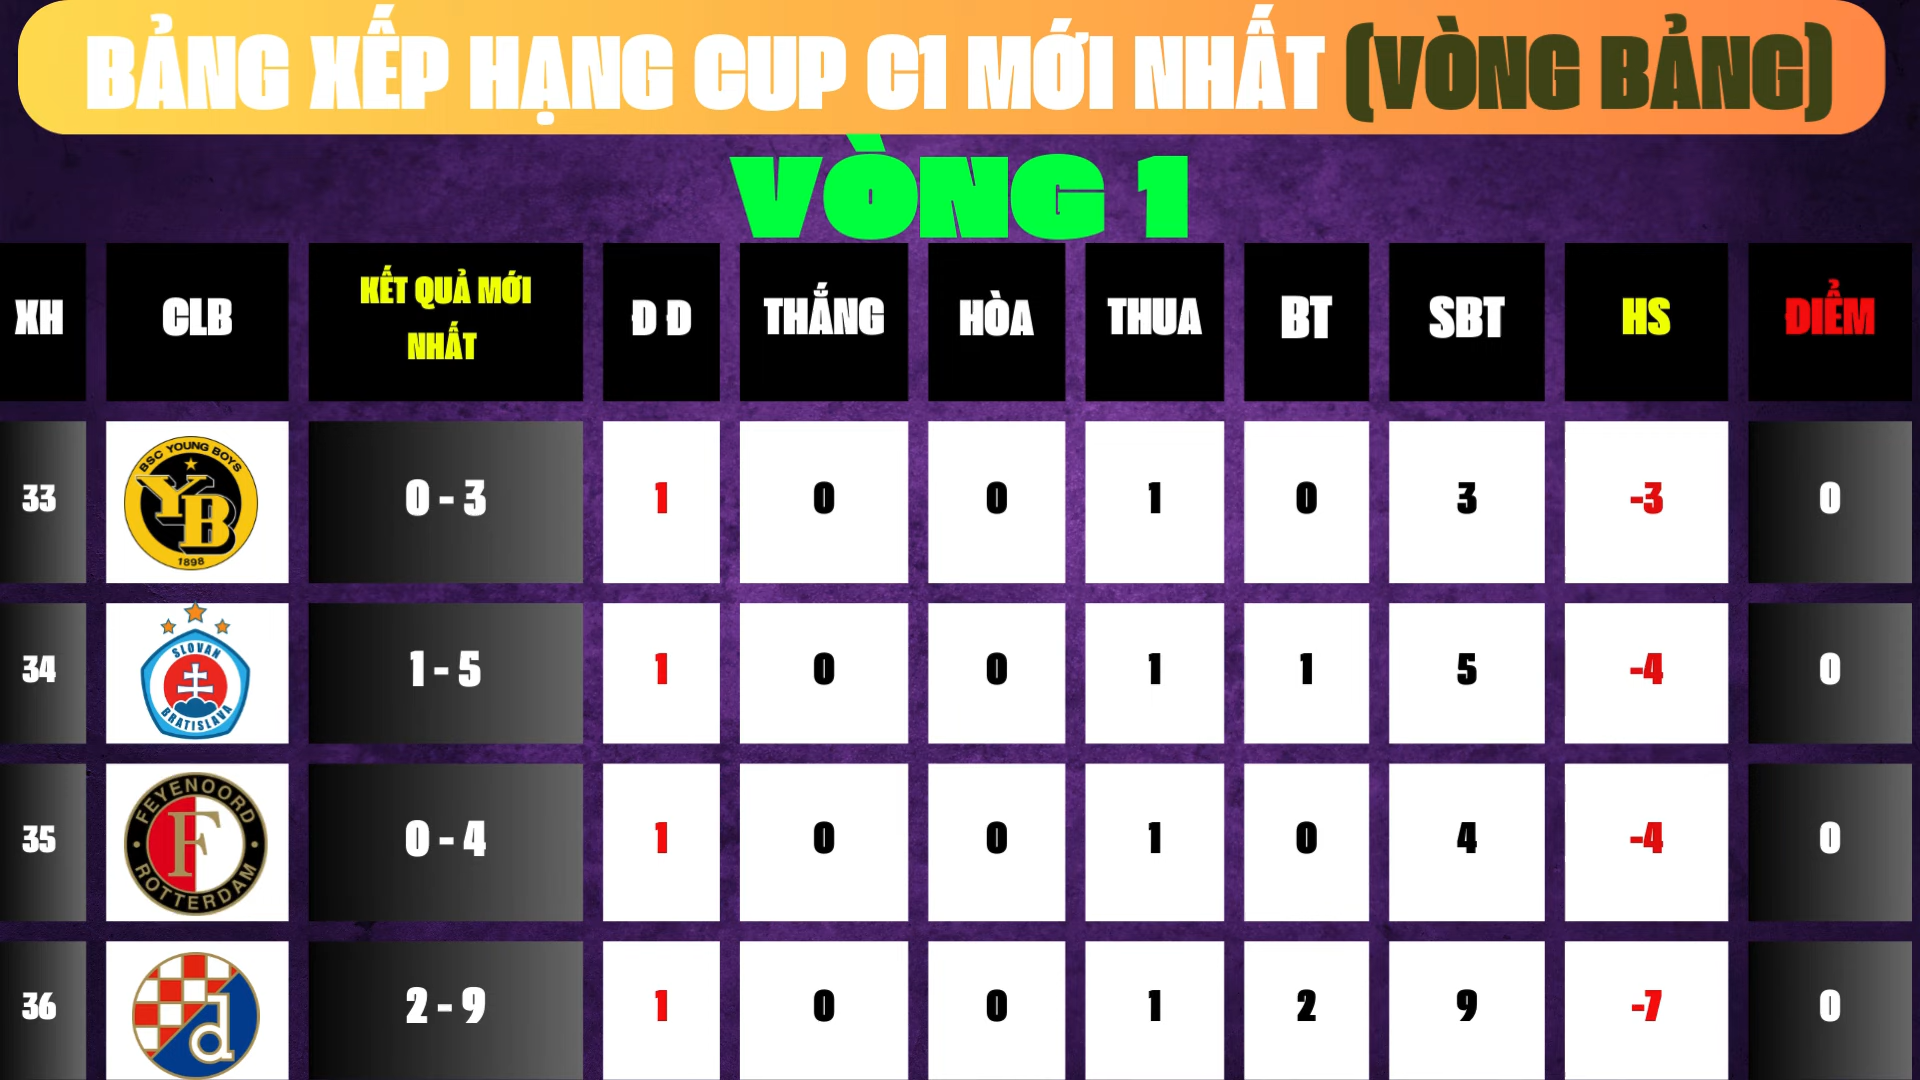 BẢNG XẾP HẠNG CUP C1 MỚI NHẤT (VÒNG BẢNG)
VÒNG 1
XH CLB KẾT QUẢ MỚI NHẤT Đ Đ THẮNG HÒA THUA BT SBT HS ĐIỂM
33 BSC YOUNG BOYS YB 1898 0 - 3 1 0 0 1 0 3 -3 0
34 SLOVAN BRATISLAVA 1 - 5 1 0 0 1 1 5 -4 0
35 FEYENOORD F ROTTERDAM 0 - 4 1 0 0 1 0 4 -4 0
36 d 2 - 9 1 0 0 1 2 9 -7 0